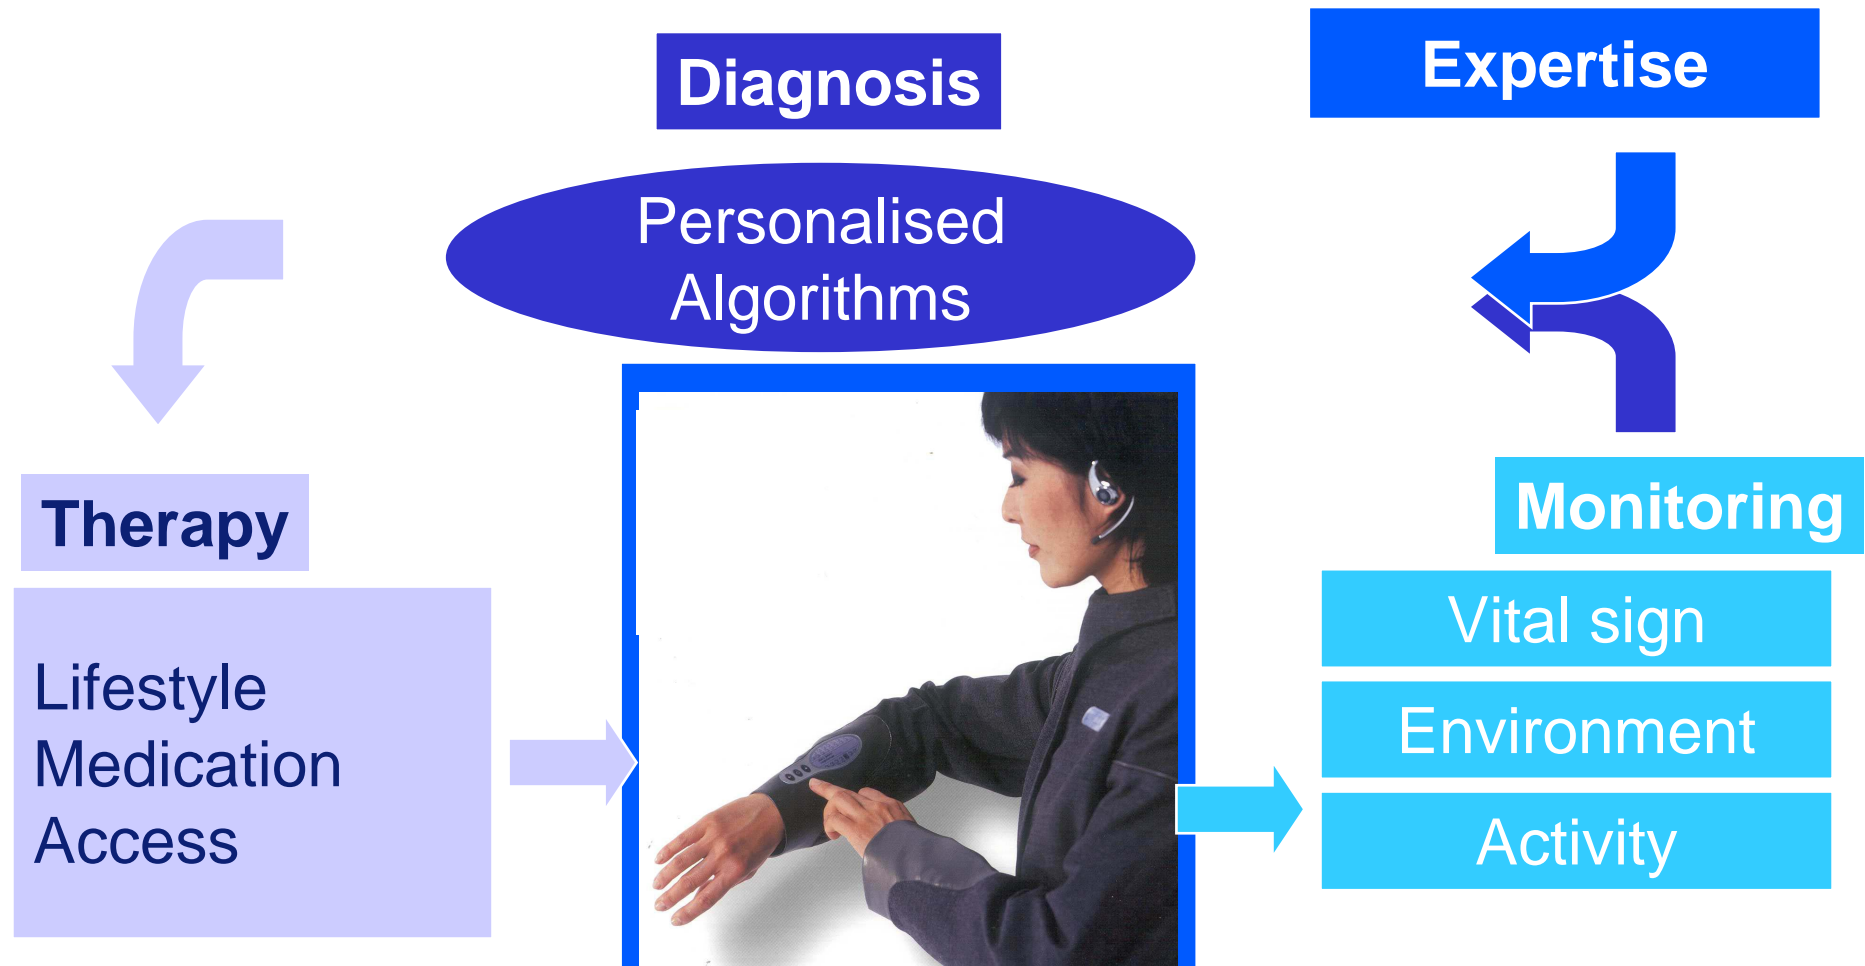 Diagnosis
Expertise
Personalised
Algorithms
Therapy
Lifestyle
Medication
Access
Monitoring
Vital sign
Environment
Activity